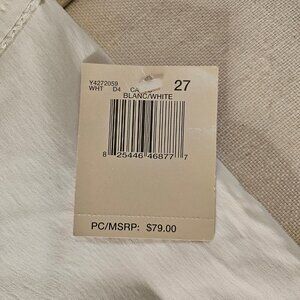 Y4272059
WHT D4 CA 27
BLANC/WHITE
8 25446 46877 7
PC/MSRP: $79.00